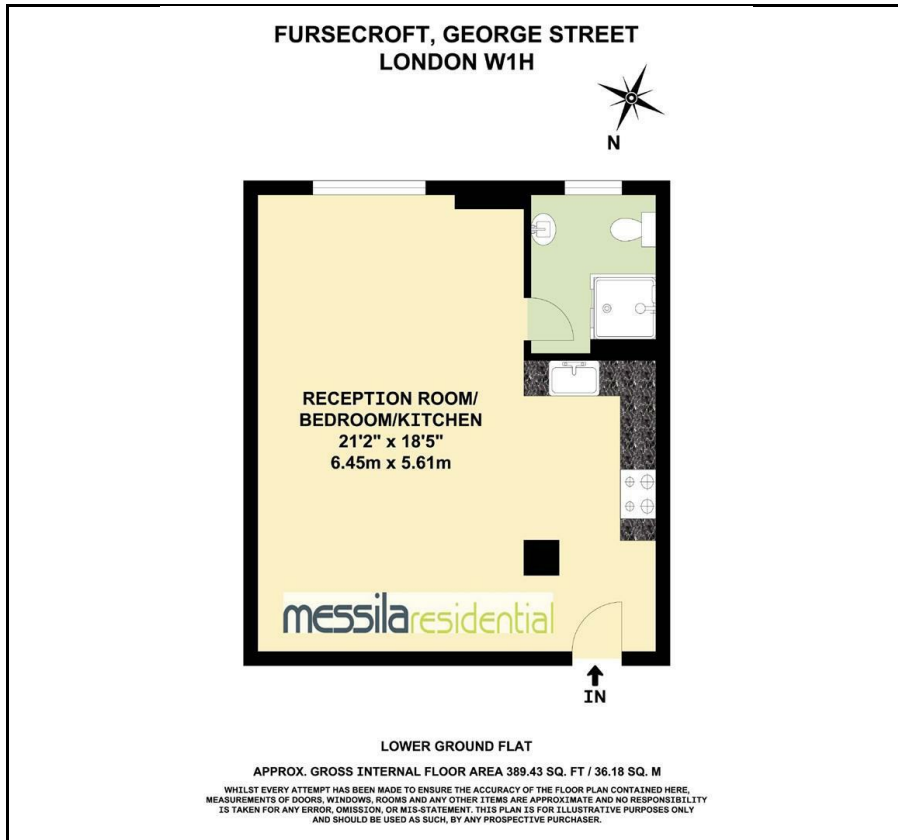 FURSECROFT, GEORGE STREET
LONDON W1H
N
RECEPTION ROOM/
BEDROOM/KITCHEN
21'2" x 18'5"
6.45m x 5.61m
messila residential
IN
LOWER GROUND FLAT
APPROX. GROSS INTERNAL FLOOR AREA 389.43 SQ. FT / 36.18 SQ. M
WHILST EVERY ATTEMPT HAS BEEN MADE TO ENSURE THE ACCURACY OF THE FLOOR PLAN CONTAINED HERE,
MEASUREMENTS OF DOORS, WINDOWS, ROOMS AND ANY OTHER ITEMS ARE APPROXIMATE AND NO RESPONSIBILITY
IS TAKEN FOR ANY ERROR, OMISSION, OR MIS-STATEMENT. THIS PLAN IS FOR ILLUSTRATIVE PURPOSES ONLY
AND SHOULD BE USED AS SUCH, BY ANY PROSPECTIVE PURCHASER.